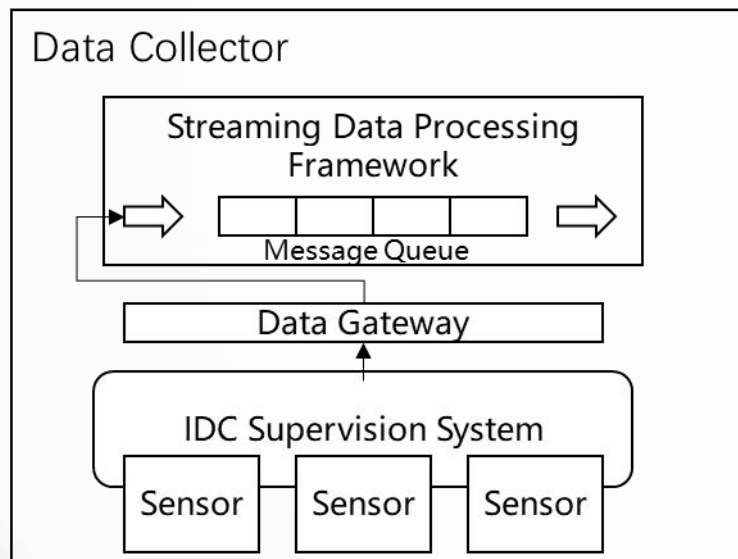 Data Collector
Streaming Data Processing
Framework
Message Queue
Data Gateway
IDC Supervision System
Sensor
Sensor
Sensor